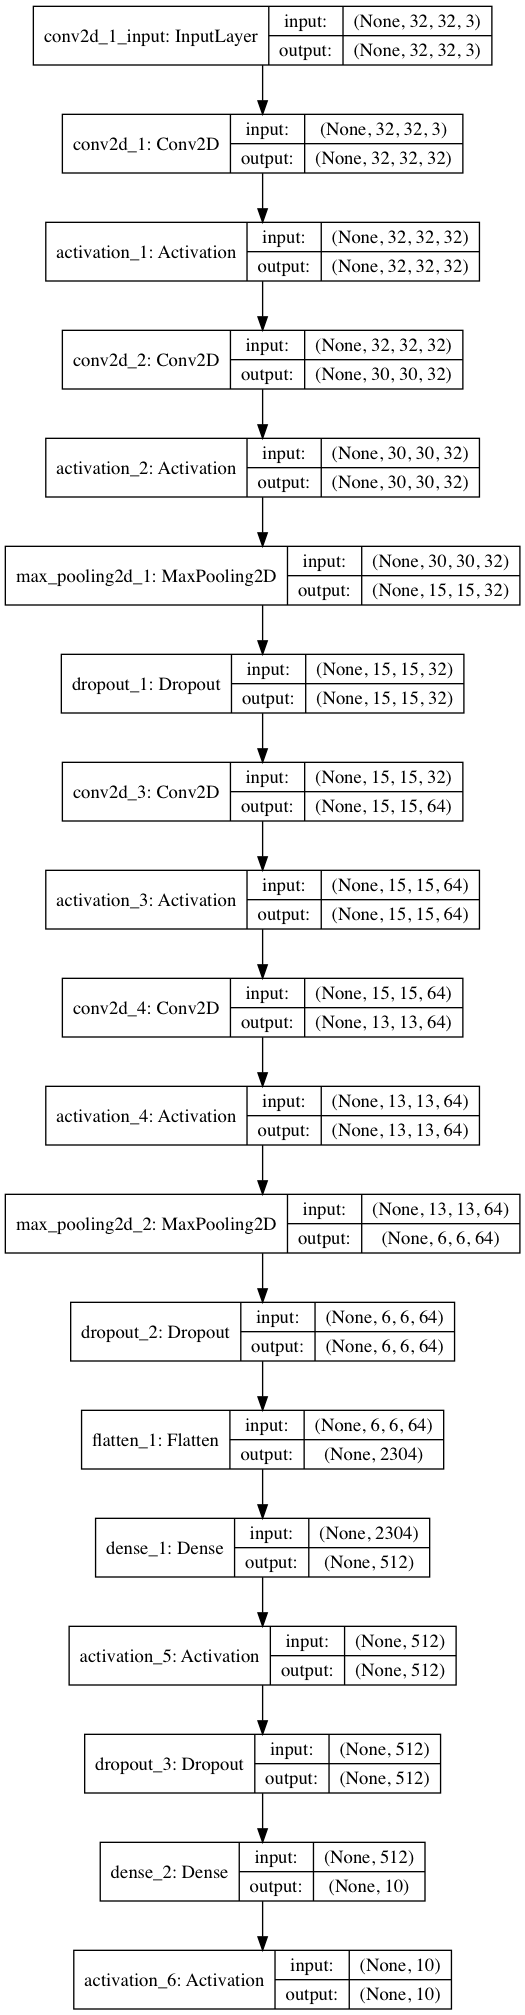 conv2d_1_input: InputLayer
input: (None, 32, 32, 3)
output: (None, 32, 32, 3)
conv2d_1: Conv2D
input: (None, 32, 32, 3)
output: (None, 32, 32, 32)
activation_1: Activation
input: (None, 32, 32, 32)
output: (None, 32, 32, 32)
conv2d_2: Conv2D
input: (None, 32, 32, 32)
output: (None, 30, 30, 32)
activation_2: Activation
input: (None, 30, 30, 32)
output: (None, 30, 30, 32)
max_pooling2d_1: MaxPooling2D
input: (None, 30, 30, 32)
output: (None, 15, 15, 32)
dropout_1: Dropout
input: (None, 15, 15, 32)
output: (None, 15, 15, 32)
conv2d_3: Conv2D
input: (None, 15, 15, 32)
output: (None, 15, 15, 64)
activation_3: Activation
input: (None, 15, 15, 64)
output: (None, 15, 15, 64)
conv2d_4: Conv2D
input: (None, 15, 15, 64)
output: (None, 13, 13, 64)
activation_4: Activation
input: (None, 13, 13, 64)
output: (None, 13, 13, 64)
max_pooling2d_2: MaxPooling2D
input: (None, 13, 13, 64)
output: (None, 6, 6, 64)
dropout_2: Dropout
input: (None, 6, 6, 64)
output: (None, 6, 6, 64)
flatten_1: Flatten
input: (None, 6, 6, 64)
output: (None, 2304)
dense_1: Dense
input: (None, 2304)
output: (None, 512)
activation_5: Activation
input: (None, 512)
output: (None, 512)
dropout_3: Dropout
input: (None, 512)
output: (None, 512)
dense_2: Dense
input: (None, 512)
output: (None, 10)
activation_6: Activation
input: (None, 10)
output: (None, 10)